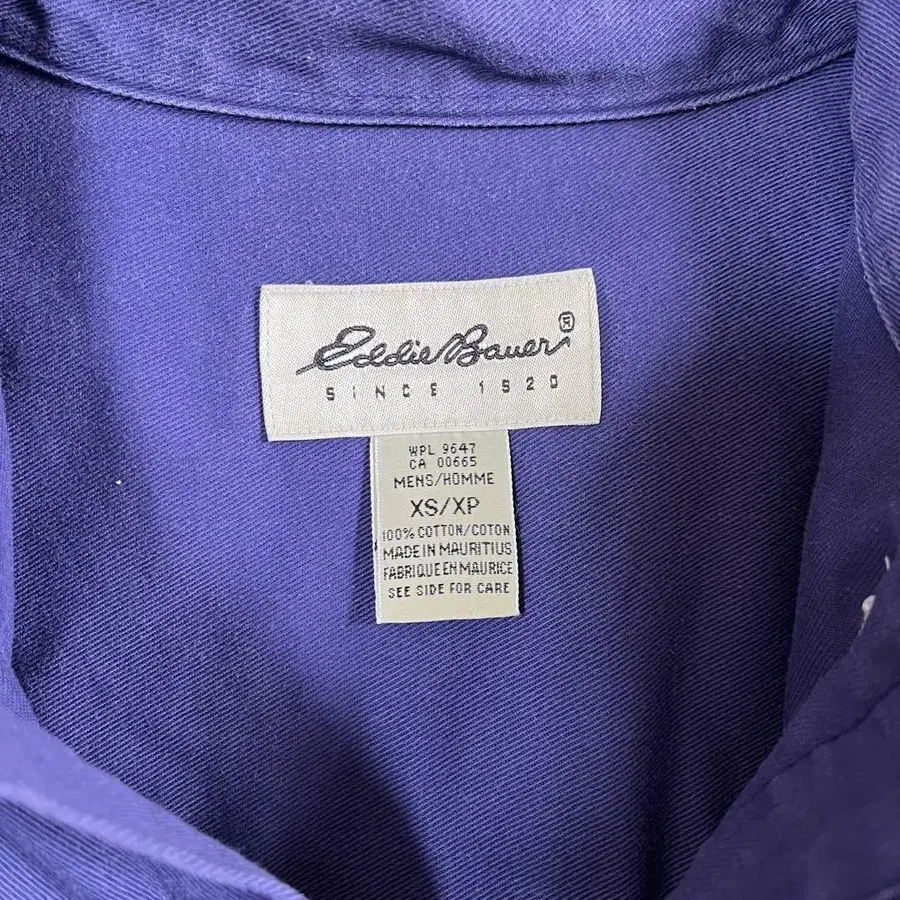 Eddie Bauer®
SINCE 1920
WPL 9647
CA 00665
MENS/HOMME
XS/XP
100% COTTON/COTON
MADE IN MAURITIUS
FABRIQUE EN MAURICE
SEE SIDE FOR CARE